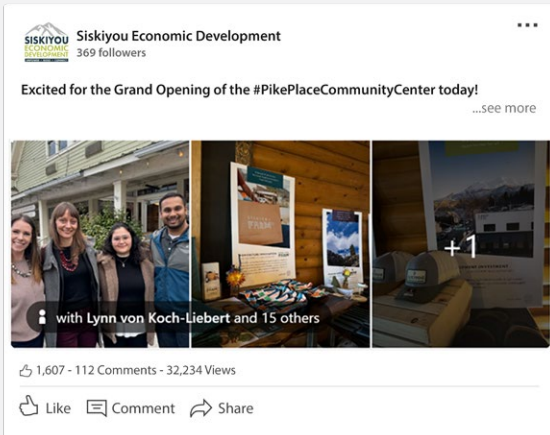 SISKIYOU
ECONOMIC
DEVELOPMENT
Siskiyou Economic Development
369 followers
Excited for the Grand Opening of the #PikePlaceCommunityCenter today!
...see more
+1
with Lynn von Koch-Liebert and 15 others
1,607 - 112 Comments - 32,234 Views
Like
Comment
Share